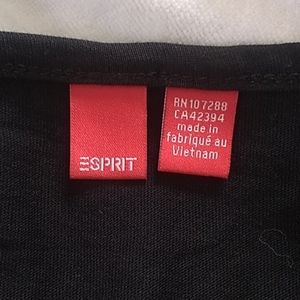 ESPRIT
RN107288
CA42394
made in
fabriqué au
Vietnam